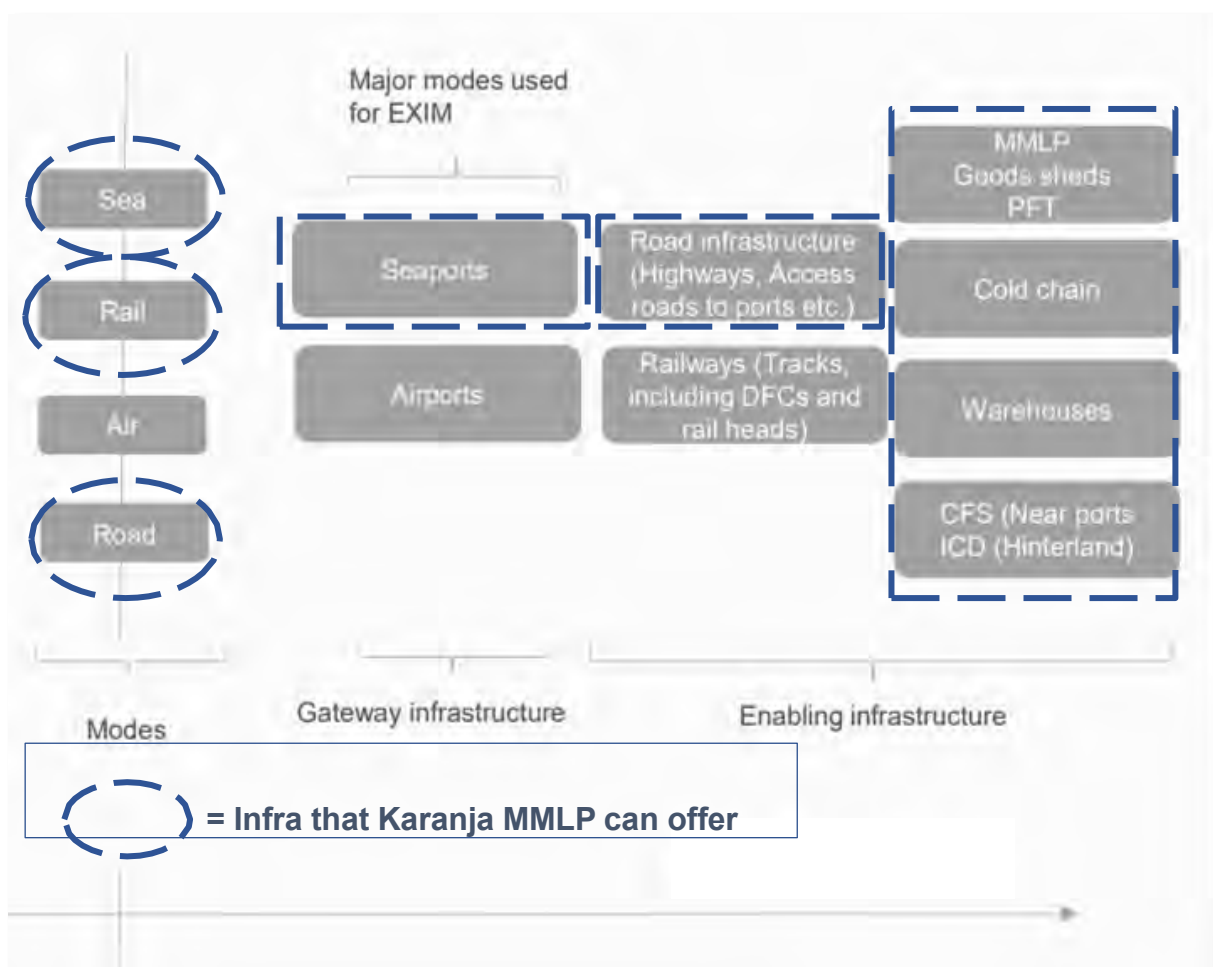 Major modes used
for EXIM
Sea
Rail
Air
Road
Seaports
Airports
Road infrastructure
(Highways, Access
roads to ports etc.)
Railways (Tracks,
including DFCs and
rail heads)
MMLP
Goods sheds
PFT
Cold chain
Warehouses
CFS (Near ports
ICD (Hinterland)
Modes
Gateway infrastructure
Enabling infrastructure
= Infra that Karanja MMLP can offer